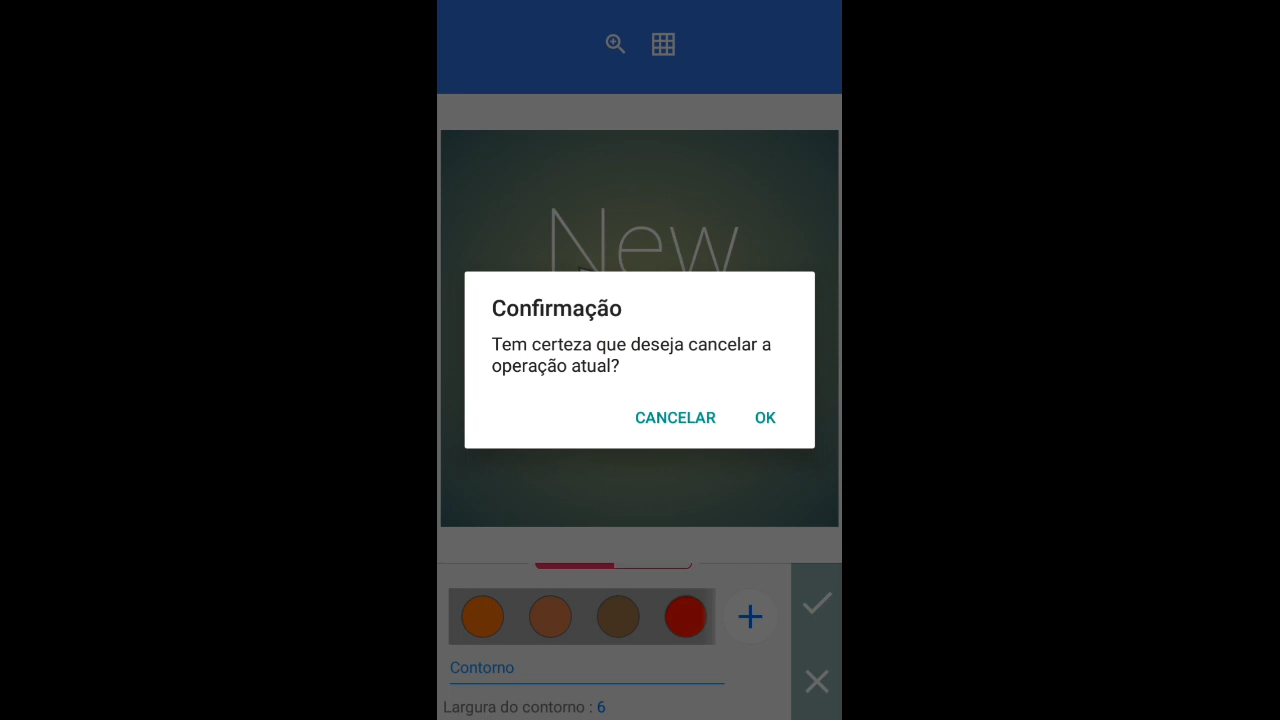 New
Confirmação
Tem certeza que deseja cancelar a
operação atual?
CANCELAR OK
Contorno
Largura do contorno : 6